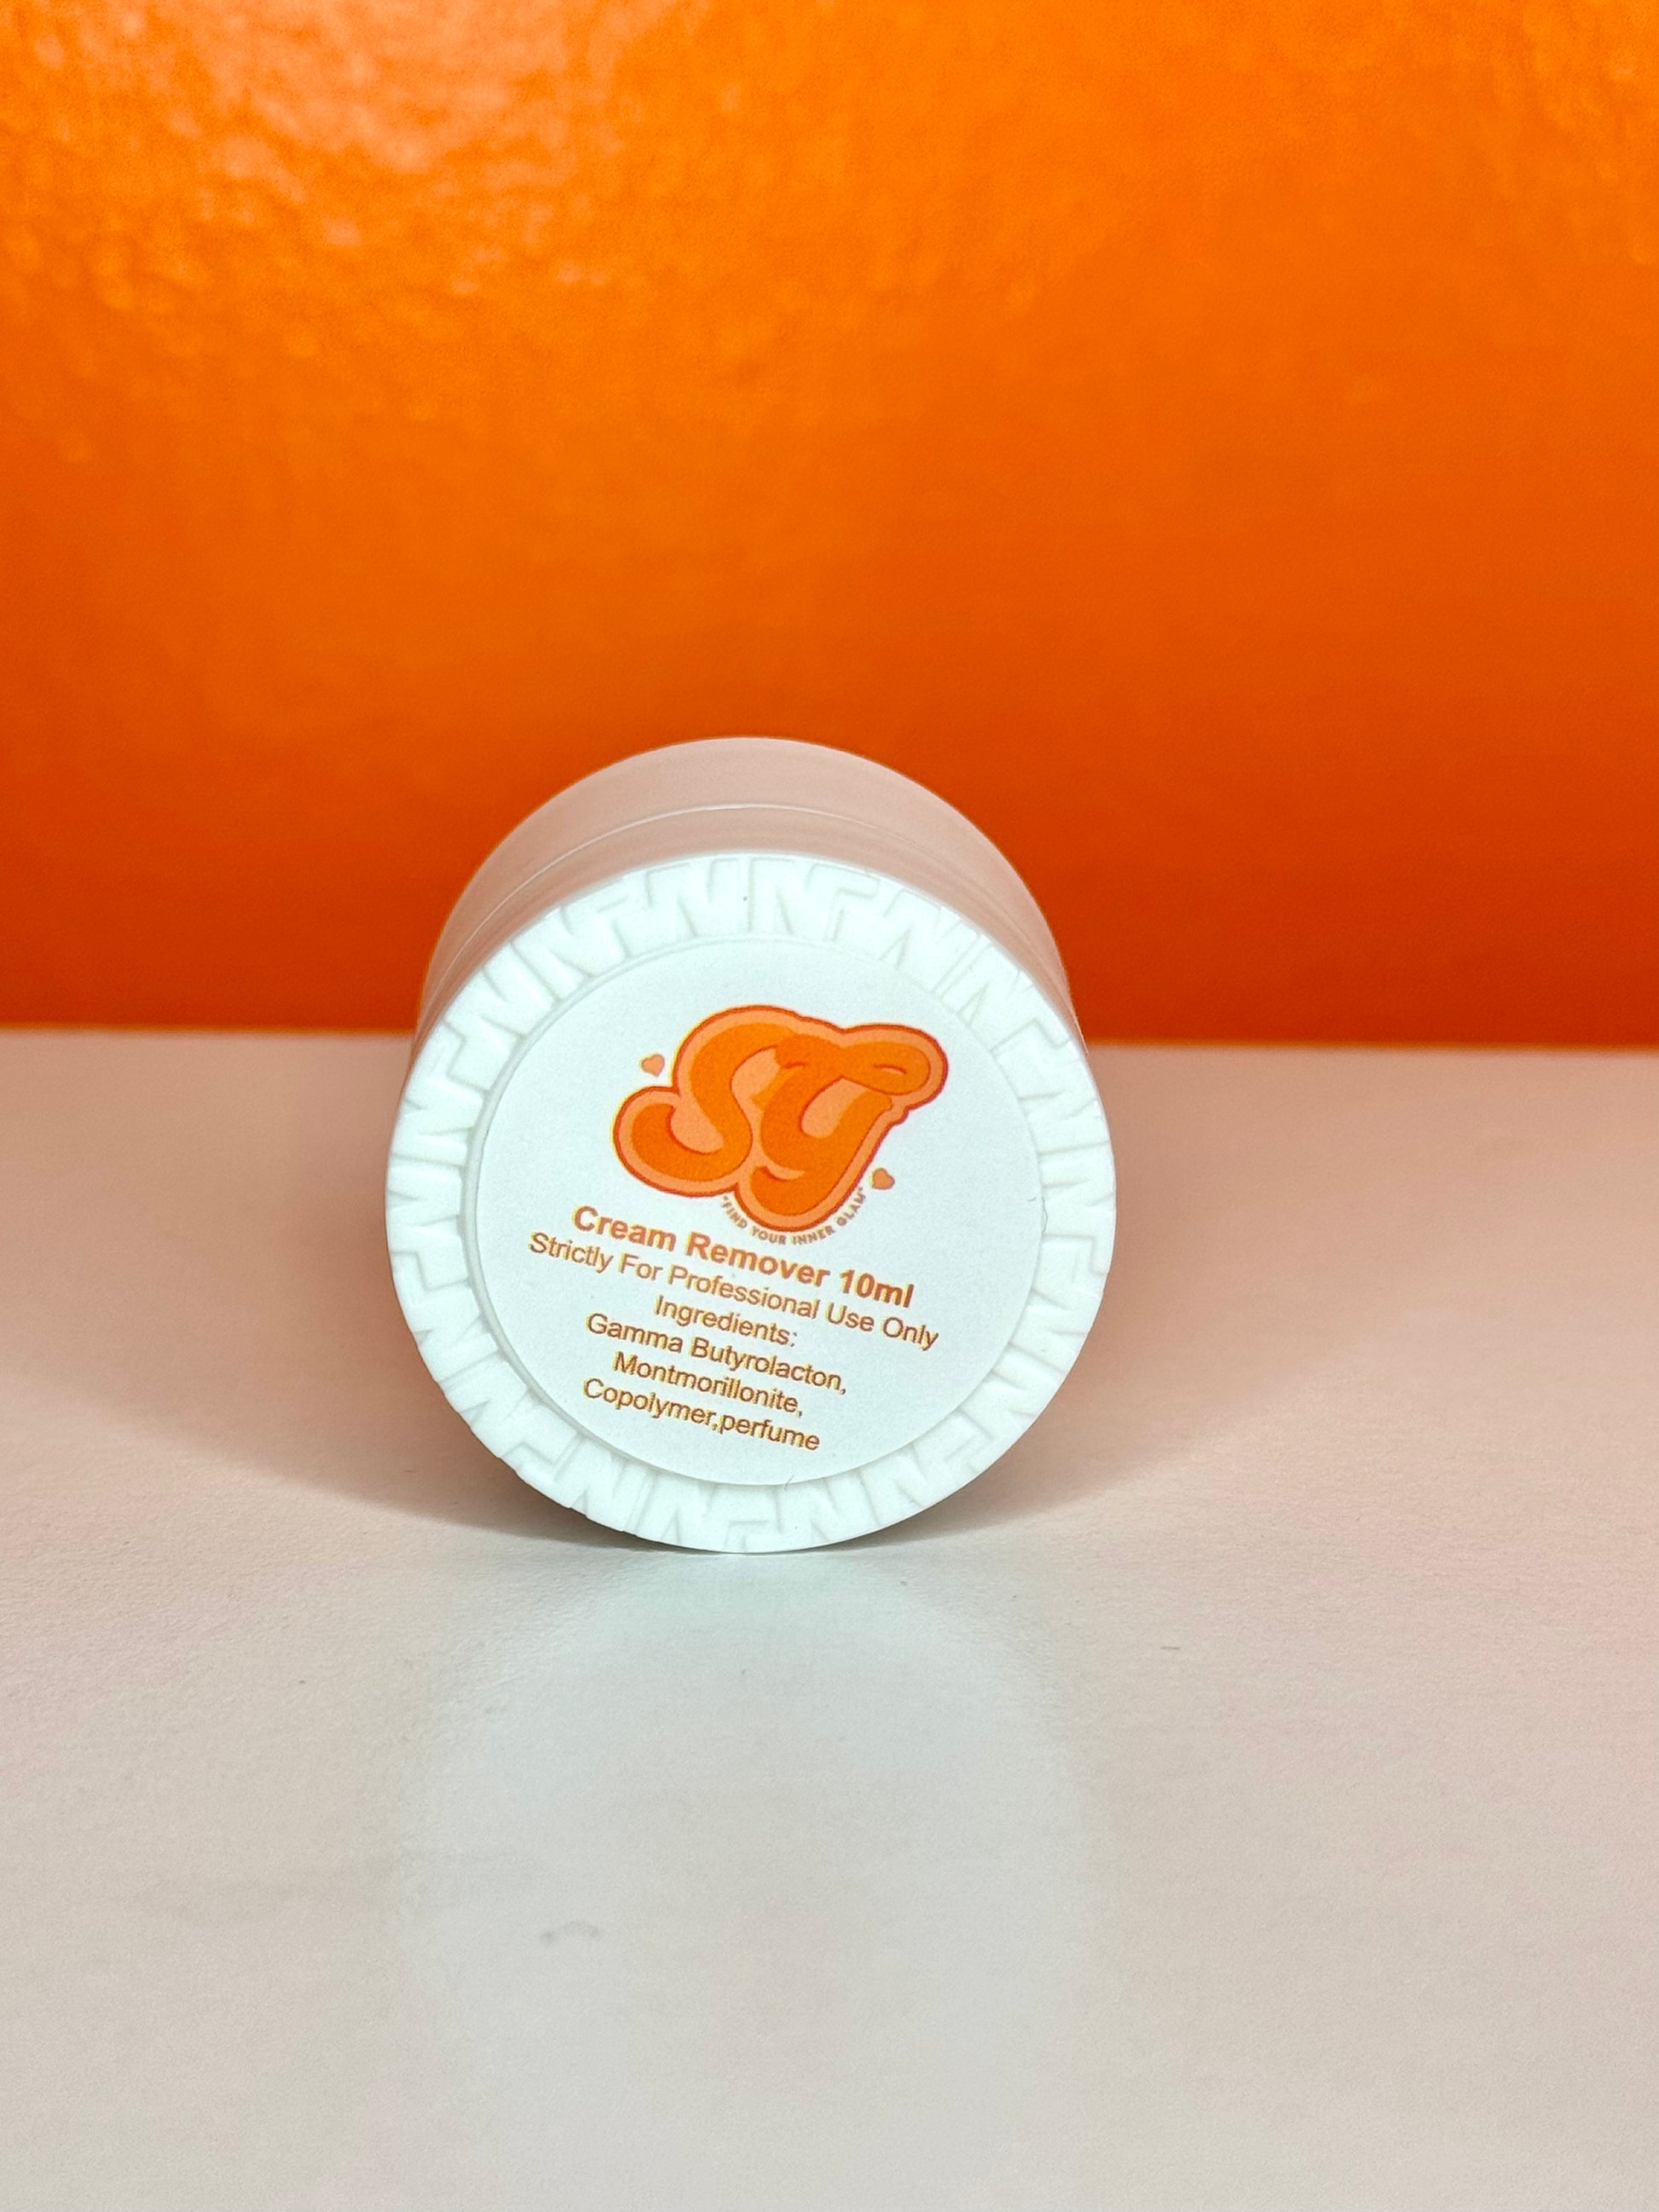 SG
"FIND YOUR INNER GLAM"
Cream Remover 10ml
Strictly For Professional Use Only
Ingredients:
Gamma Butyrolacton,
Montmorillonite,
Copolymer,perfume